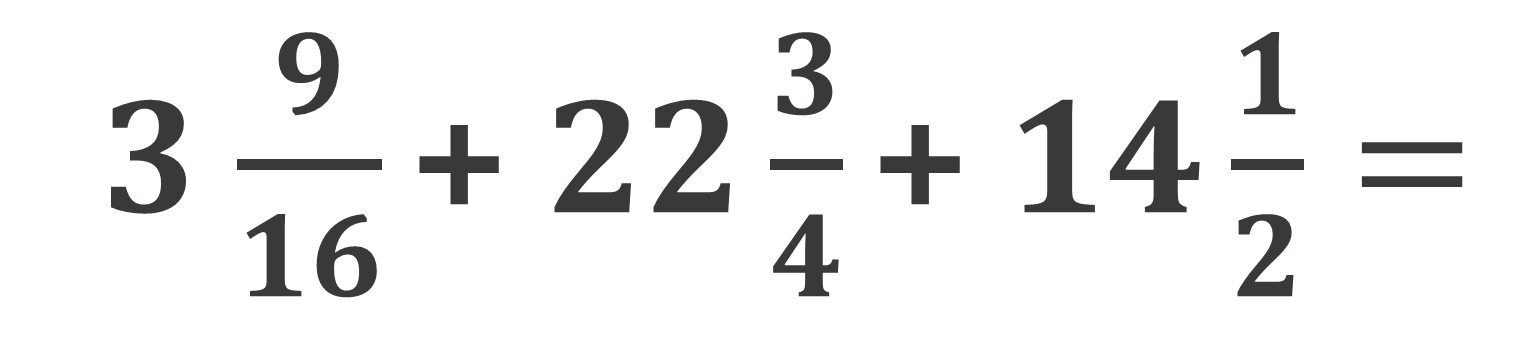 3 9/16 + 22 3/4 + 14 1/2 =